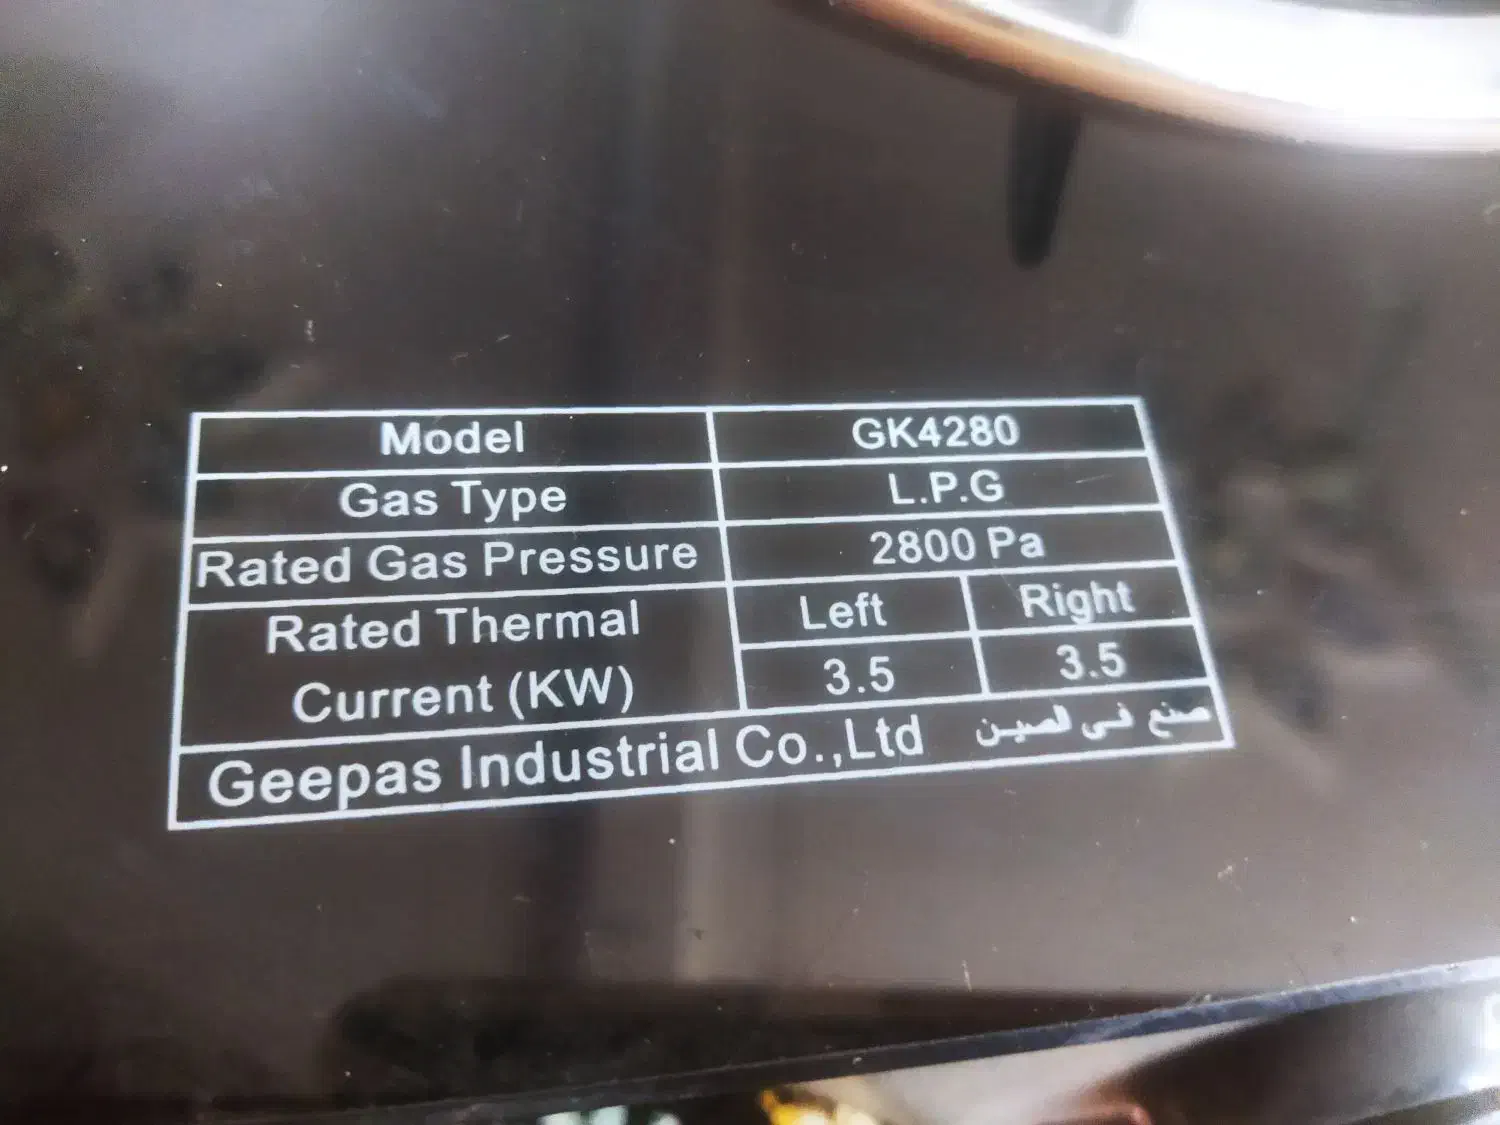 Model GK4280
Gas Type L.P.G
Rated Gas Pressure 2800 Pa
Rated Thermal Current (KW) Left Right
3.5 3.5
Geepas Industrial Co.,Ltd صنع في الصين